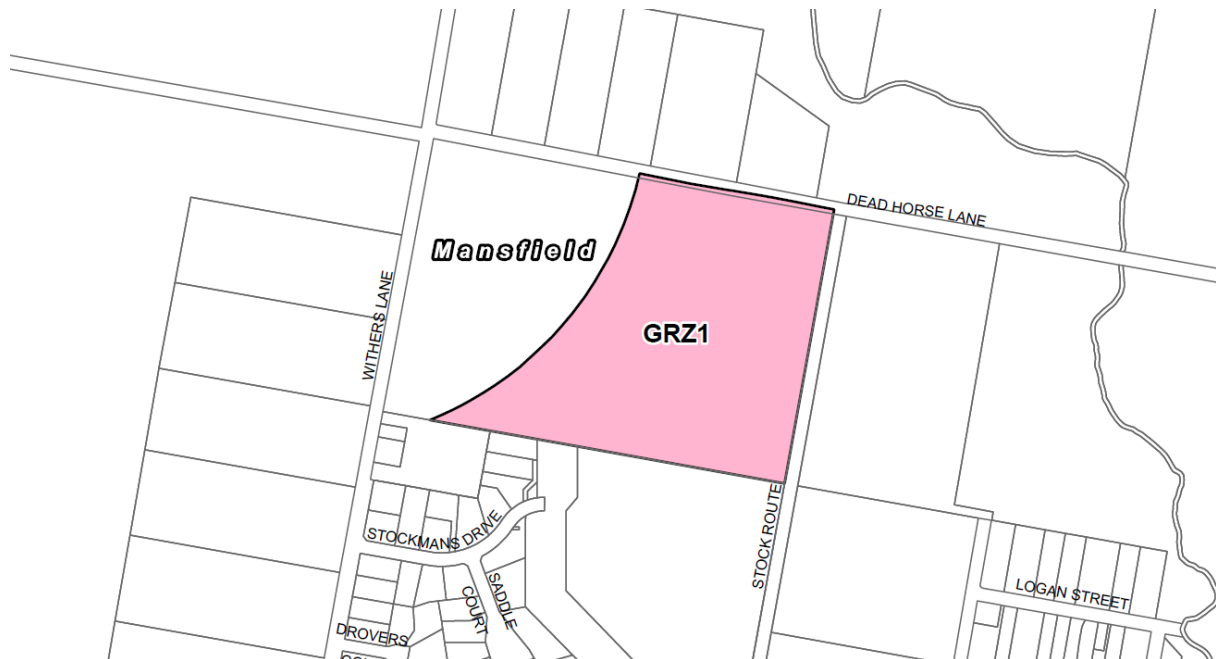 DEAD HORSE LANE
Mansfield
WITHERS LANE
GRZ1
STOCKMANS DRIVE
STOCK ROUTE
SADDLE
COURT
LOGAN STREET
DROVERS